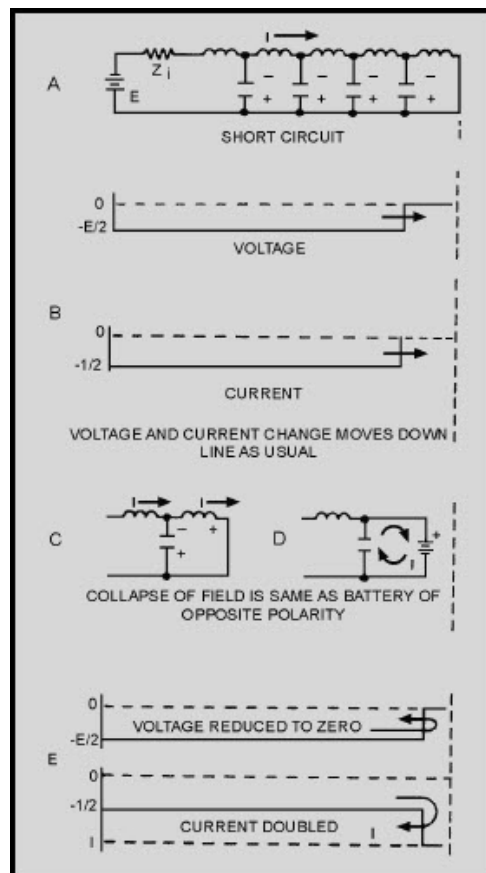 I
Z i
A
E
− − − −
+ + + +
SHORT CIRCUIT
0
-E/2
VOLTAGE
B
0
-1/2
CURRENT
VOLTAGE AND CURRENT CHANGE MOVES DOWN
LINE AS USUAL
I I
C − + +
D I +
COLLAPSE OF FIELD IS SAME AS BATTERY OF
OPPOSITE POLARITY
0
VOLTAGE REDUCED TO ZERO
-E/2
E
0
-1/2
CURRENT DOUBLED I
I